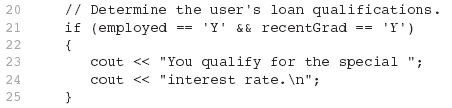 20 // Determine the user's loan qualifications.
21 if (employed == 'Y' && recentGrad == 'Y')
22 {
23 cout << "You qualify for the special ";
24 cout << "interest rate.\n";
25 }